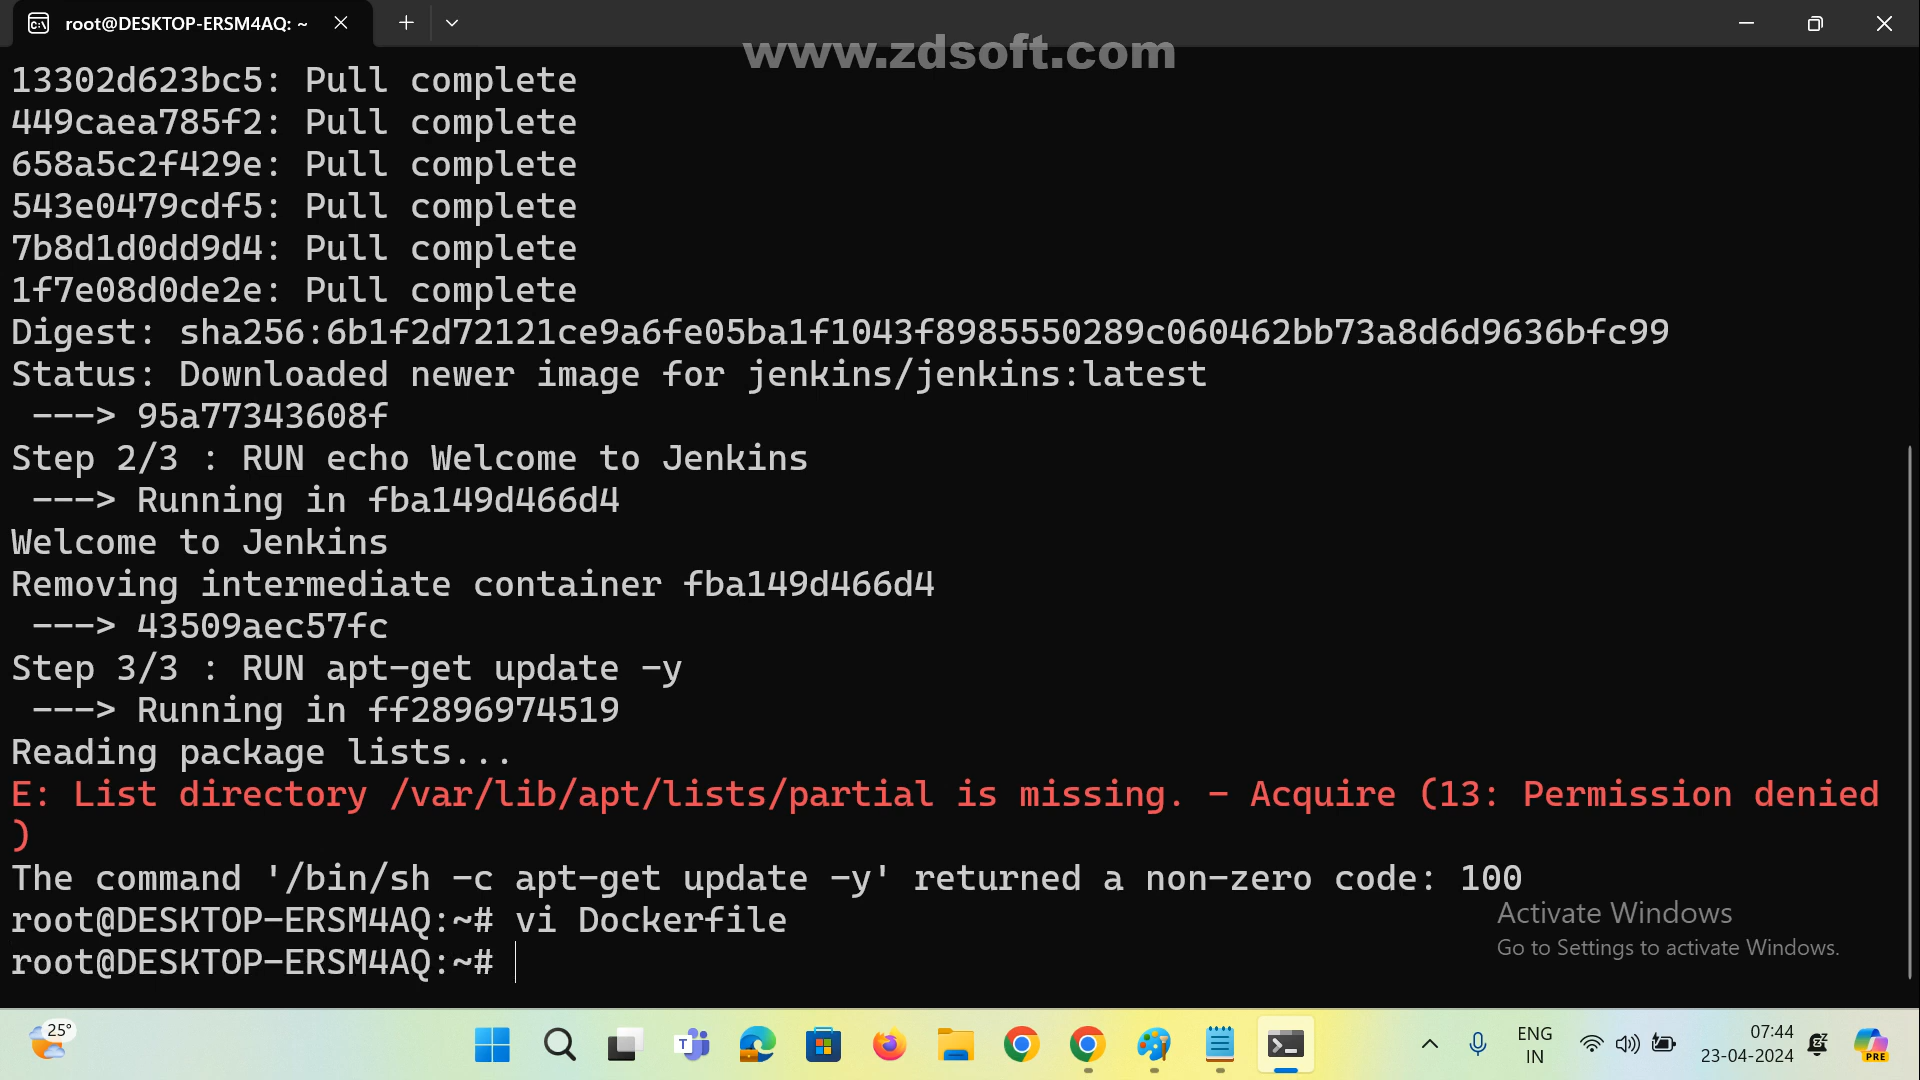 root@DESKTOP-ERSM4AQ: ~
www.zdsoft.com
13302d623bc5: Pull complete
449caea785f2: Pull complete
658a5c2f429e: Pull complete
543e0479cdf5: Pull complete
7b8d1d0dd9d4: Pull complete
1f7e08d0de2e: Pull complete
Digest: sha256:6b1f2d72121ce9a6fe05ba1f1043f8985550289c060462bb73a8d6d9636bfc99
Status: Downloaded newer image for jenkins/jenkins:latest
---> 95a77343608f
Step 2/3 : RUN echo Welcome to Jenkins
---> Running in fba149d466d4
Welcome to Jenkins
Removing intermediate container fba149d466d4
---> 43509aec57fc
Step 3/3 : RUN apt-get update -y
---> Running in ff2896974519
Reading package lists...
E: List directory /var/lib/apt/lists/partial is missing. - Acquire (13: Permission denied
)
The command '/bin/sh -c apt-get update -y' returned a non-zero code: 100
root@DESKTOP-ERSM4AQ:~# vi Dockerfile
root@DESKTOP-ERSM4AQ:~#
Activate Windows
Go to Settings to activate Windows.
25°
ENG
IN
07:44
23-04-2024
PRE